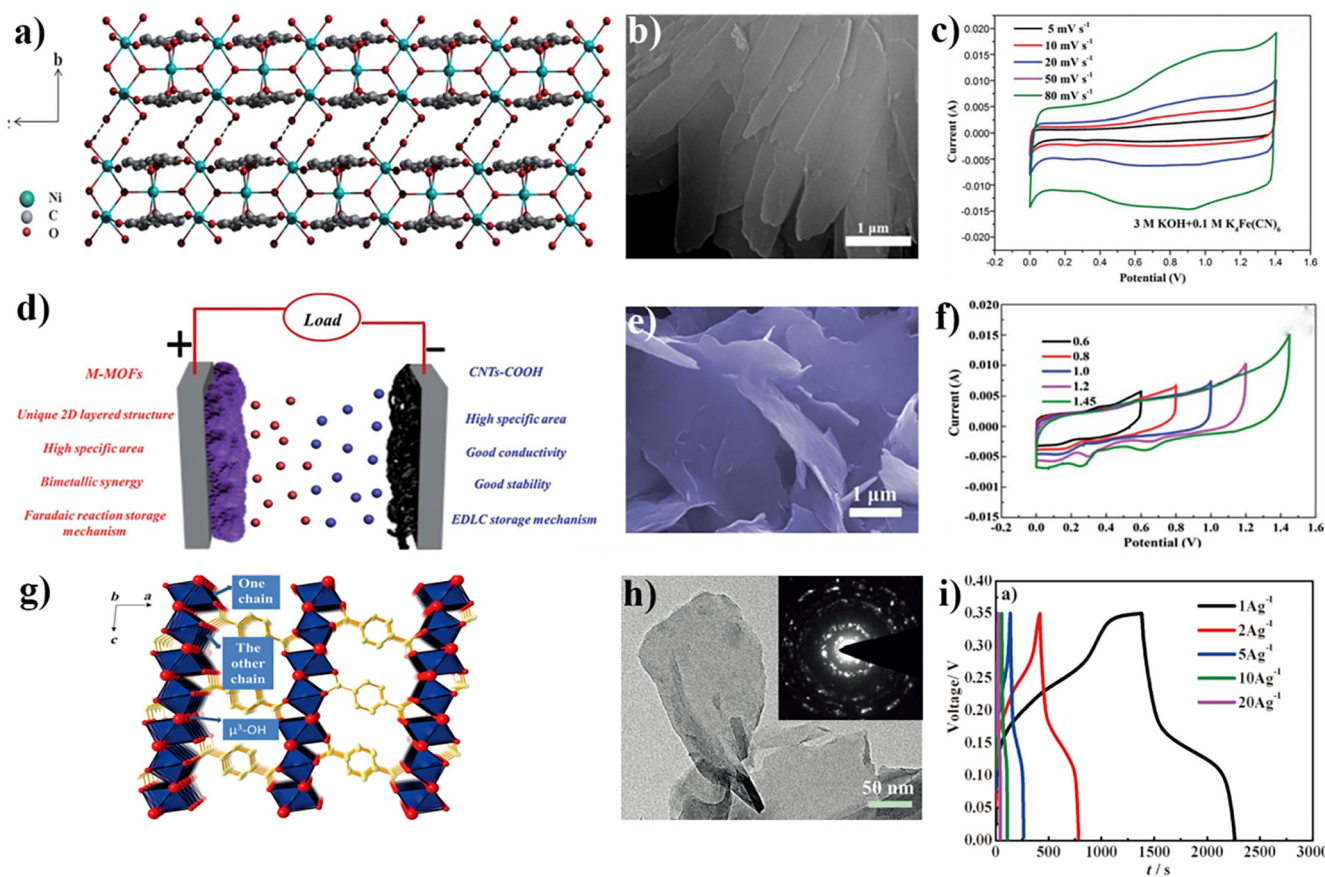 a)
b
c
Ni
C
O
b)
1 µm
c)
5 mV s⁻¹
10 mV s⁻¹
20 mV s⁻¹
50 mV s⁻¹
80 mV s⁻¹
3 M KOH+0.1 M K₄Fe(CN)₆
Current (A)
0.020
0.015
0.010
0.005
0.000
-0.005
-0.010
-0.015
-0.020
-0.2 0.0 0.2 0.4 0.6 0.8 1.0 1.2 1.4 1.6
Potential (V)
d)
Load
+
−
M-MOFs
Unique 2D layered structure
High specific area
Bimetallic synergy
Faradaic reaction storage
mechanism
CNTs-COOH
High specific area
Good conductivity
Good stability
EDLC storage mechanism
e)
1 µm
f)
0.6
0.8
1.0
1.2
1.45
Current (A)
0.020
0.015
0.010
0.005
0.000
-0.005
-0.010
-0.015
-0.2 0.0 0.2 0.4 0.6 0.8 1.0 1.2 1.4 1.6
Potential (V)
g)
b
a
c
One
chain
The
other
chain
µ³-OH
h)
50 nm
i)
a)
1Ag⁻¹
2Ag⁻¹
5Ag⁻¹
10Ag⁻¹
20Ag⁻¹
Voltage/ V
0.40
0.35
0.30
0.25
0.20
0.15
0.10
0.05
0.00
0 500 1000 1500 2000 2500 3000
t / s